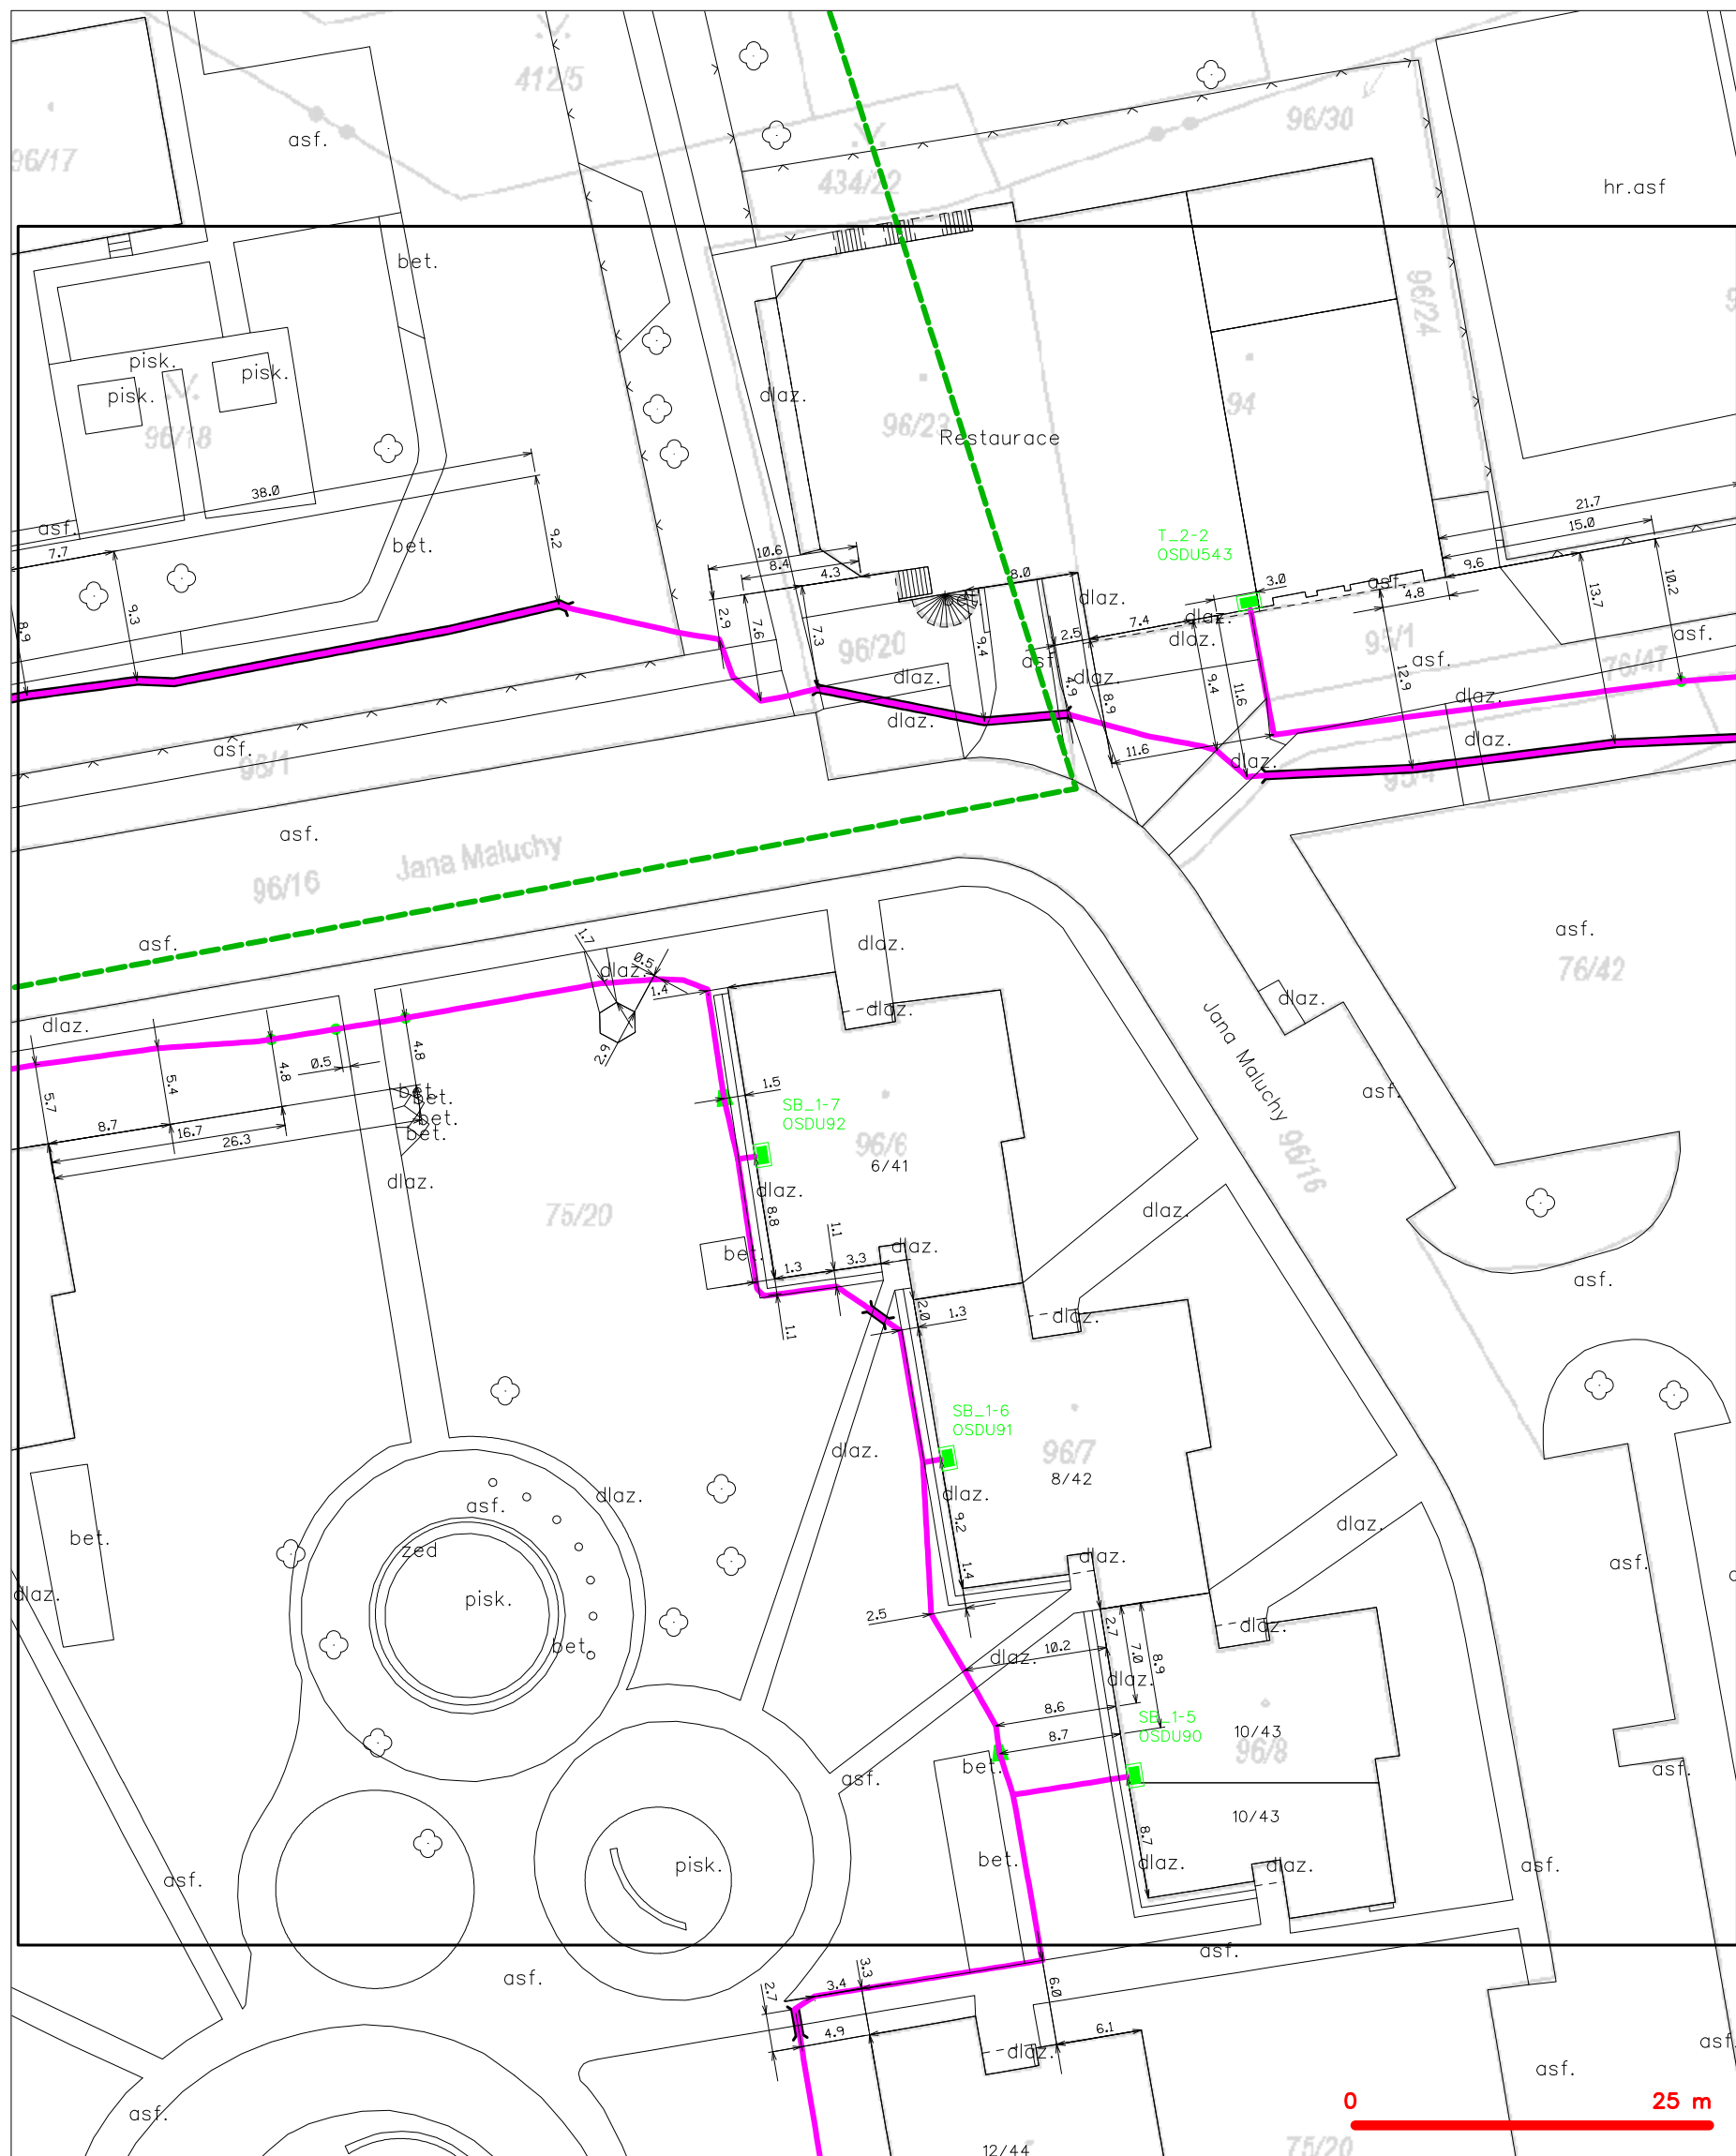 412/5
96/17
asf.
96/30
434/22
hr.asf
bet.
96/24
pisk.
pisk.
pisk.
96/18
dlaz.
94
96/23
Restaurace
38.0
asf.
7.7
bet.
9.2
9.3
8.9
T_2-2
OSDU543
21.7
15.0
10.6
8.4
4.3
8.0
3.0
asf.
9.6
4.8
13.7
10.2
2.9
7.6
7.3
96/20
9.4
2.5
7.4
dlaz.
dlaz.
dlaz.
95/1
asf.
asf.
asf.
76/47
dlaz.
dlaz.
dlaz.
4.9
8.9
9.4
11.6
12.9
dlaz.
dlaz.
11.6
dlaz.
asf.
96/1
asf.
Jana Maluchy
96/16
asf.
dlaz.
asf.
76/42
1.7
dlaz.
0.5
1.4
dlaz.
dlaz.
Jana Maluchy
dlaz.
2.6
5.7
5.4
4.8
0.5
4.8
8.7
16.7
26.3
bet.
bet.
bet.
bet.
dlaz.
1.5
SB_1-7
OSDU92
96/6
6/41
asf.
96/16
75/20
dlaz.
8.8
dlaz.
bet.
1.3
1.1
3.3
dlaz.
asf.
1.1
2.0
1.3
dlaz.
SB_1-6
OSDU91
96/7
8/42
dlaz.
dlaz.
9.2
1.4
dlaz.
asf.
dlaz.
bet.
zed
dlaz.
asf.
dlaz.
pisk.
bet.
2.5
10.2
dlaz.
2.7
7.0
8.9
dlaz.
dlaz.
8.6
8.7
SB_1-5
OSDU90
10/43
96/8
bet.
asf.
asf.
10/43
8.7
bet.
dlaz.
dlaz.
asf.
asf.
pisk.
asf.
asf.
3.3
3.4
2.7
4.9
6.0
6.1
dlaz.
asf.
asf.
asf.
0 25 m
12/44
75/20